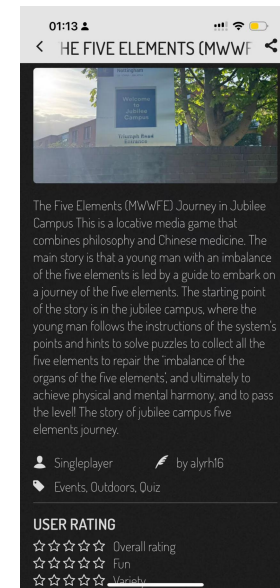 01:13
HE FIVE ELEMENTS (MWWF
Welcome
to
Jubilee
Campus
Triumph Road
Entrance
The Five Elements (MWWFE) Journey in Jubilee
Campus This is a locative media game that
combines philosophy and Chinese medicine. The
main story is that a young man with an imbalance
of the five elements is led by a guide to embark on
a journey of the five elements. The starting point
of the story is in the jubilee campus, where the
young man follows the instructions of the system's
points and hints to solve puzzles to collect all the
five elements to repair the 'imbalance of the
organs of the five elements', and ultimately to
achieve physical and mental harmony, and to pass
the level! The story of jubilee campus five
elements journey.
Singleplayer by alyrh16
Events, Outdoors, Quiz
USER RATING
Overall rating
Fun
Variety